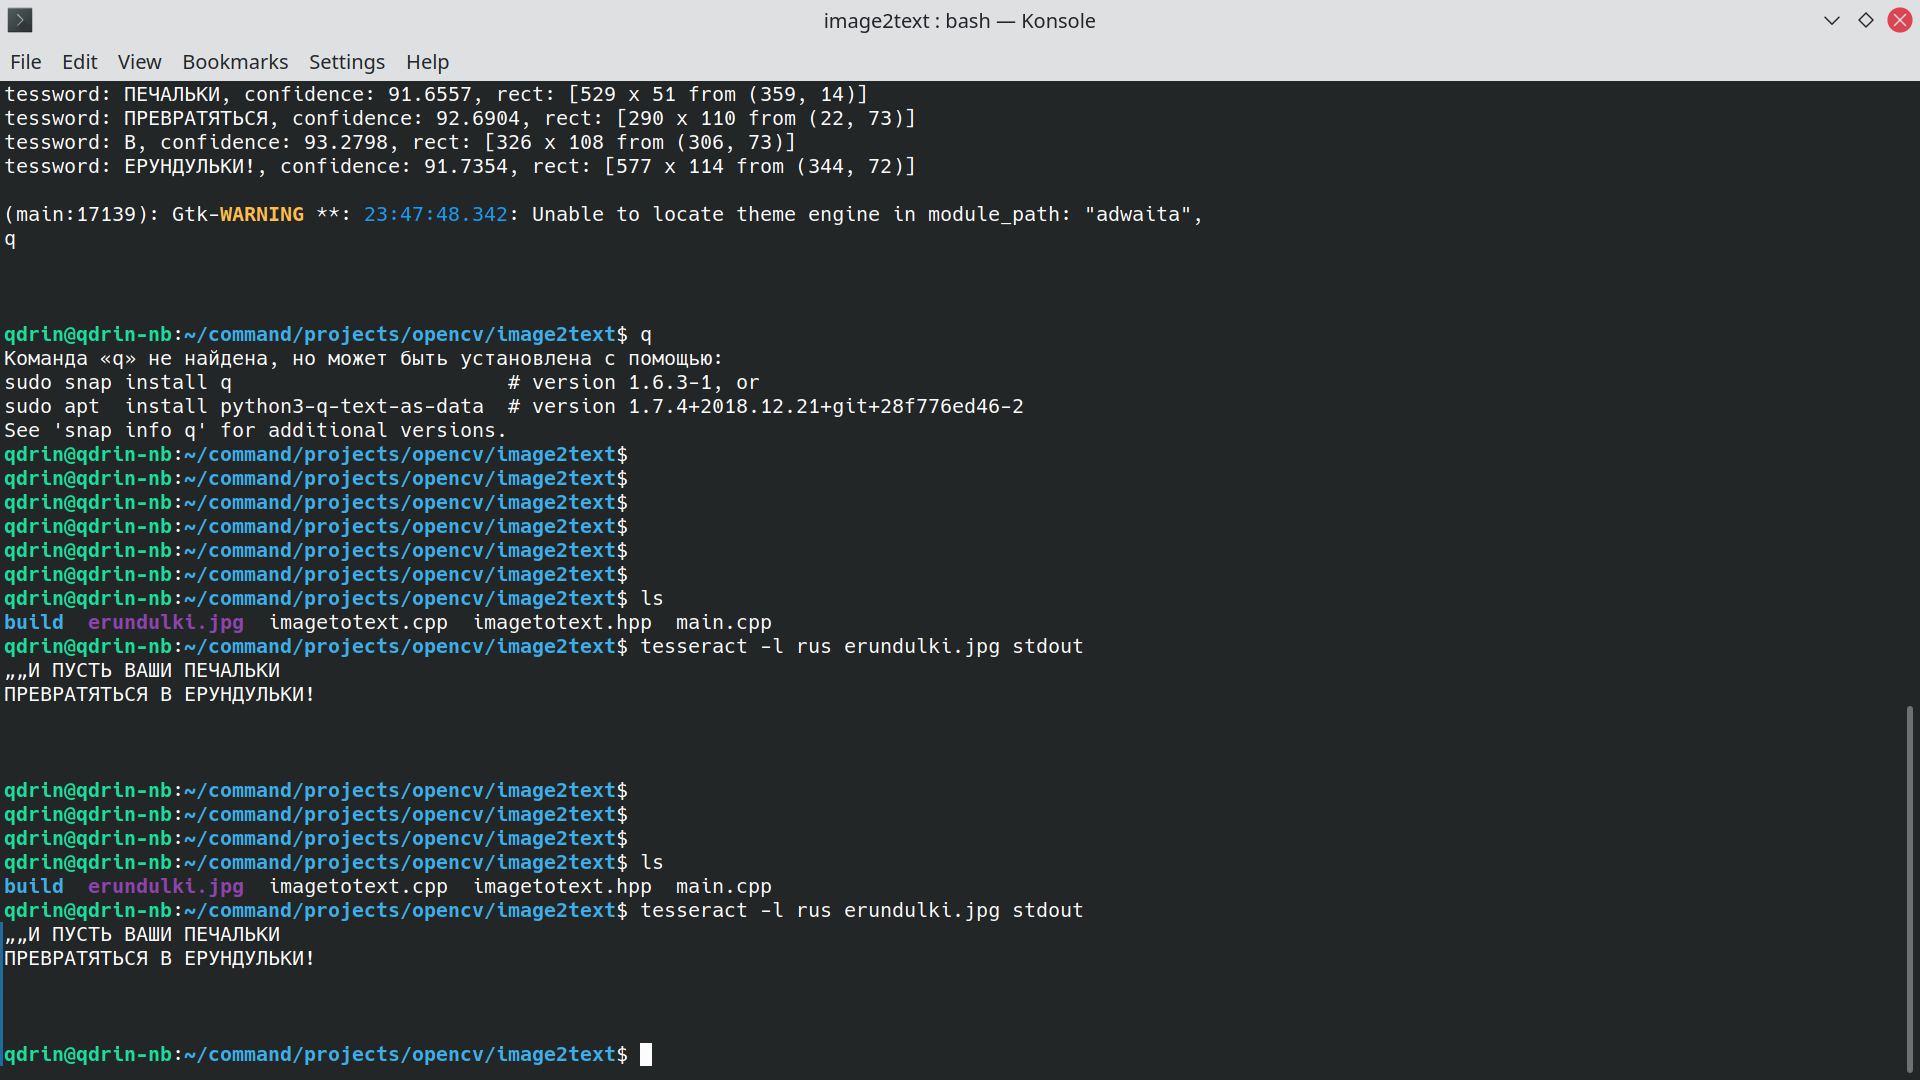 image2text : bash — Konsole
File Edit View Bookmarks Settings Help
tessword: ПЕЧАЛЬКИ, confidence: 91.6557, rect: [529 x 51 from (359, 14)]
tessword: ПРЕВРАТЯТЬСЯ, confidence: 92.6904, rect: [290 x 110 from (22, 73)]
tessword: В, confidence: 93.2798, rect: [326 x 108 from (306, 73)]
tessword: ЕРУНДУЛЬКИ!, confidence: 91.7354, rect: [577 x 114 from (344, 72)]
(main:17139): Gtk-WARNING **: 23:47:48.342: Unable to locate theme engine in module_path: "adwaita",
q
qdrin@qdrin-nb:~/command/projects/opencv/image2text$ q
Команда «q» не найдена, но может быть установлена с помощью:
sudo snap install q                       # version 1.6.3-1, or
sudo apt  install python3-q-text-as-data  # version 1.7.4+2018.12.21+git+28f776ed46-2
See 'snap info q' for additional versions.
qdrin@qdrin-nb:~/command/projects/opencv/image2text$
qdrin@qdrin-nb:~/command/projects/opencv/image2text$
qdrin@qdrin-nb:~/command/projects/opencv/image2text$
qdrin@qdrin-nb:~/command/projects/opencv/image2text$
qdrin@qdrin-nb:~/command/projects/opencv/image2text$
qdrin@qdrin-nb:~/command/projects/opencv/image2text$
qdrin@qdrin-nb:~/command/projects/opencv/image2text$ ls
build  erundulki.jpg  imagetotext.cpp  imagetotext.hpp  main.cpp
qdrin@qdrin-nb:~/command/projects/opencv/image2text$ tesseract -l rus erundulki.jpg stdout
„„И ПУСТЬ ВАШИ ПЕЧАЛЬКИ
ПРЕВРАТЯТЬСЯ В ЕРУНДУЛЬКИ!
qdrin@qdrin-nb:~/command/projects/opencv/image2text$
qdrin@qdrin-nb:~/command/projects/opencv/image2text$
qdrin@qdrin-nb:~/command/projects/opencv/image2text$
qdrin@qdrin-nb:~/command/projects/opencv/image2text$ ls
build  erundulki.jpg  imagetotext.cpp  imagetotext.hpp  main.cpp
qdrin@qdrin-nb:~/command/projects/opencv/image2text$ tesseract -l rus erundulki.jpg stdout
„„И ПУСТЬ ВАШИ ПЕЧАЛЬКИ
ПРЕВРАТЯТЬСЯ В ЕРУНДУЛЬКИ!
qdrin@qdrin-nb:~/command/projects/opencv/image2text$